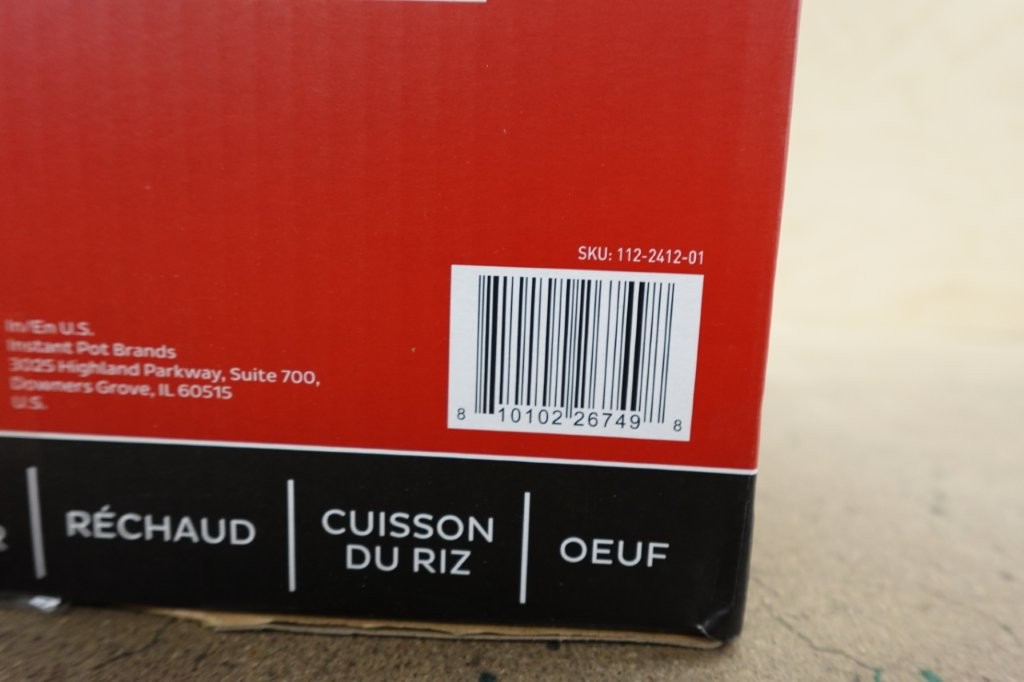 SKU: 112-2412-01
8 10102 26749 8
In/En U.S.
Instant Pot Brands
3025 Highland Parkway, Suite 700,
Downers Grove, IL 60515
U.S.
RÉCHAUD
CUISSON
DU RIZ
OEUF